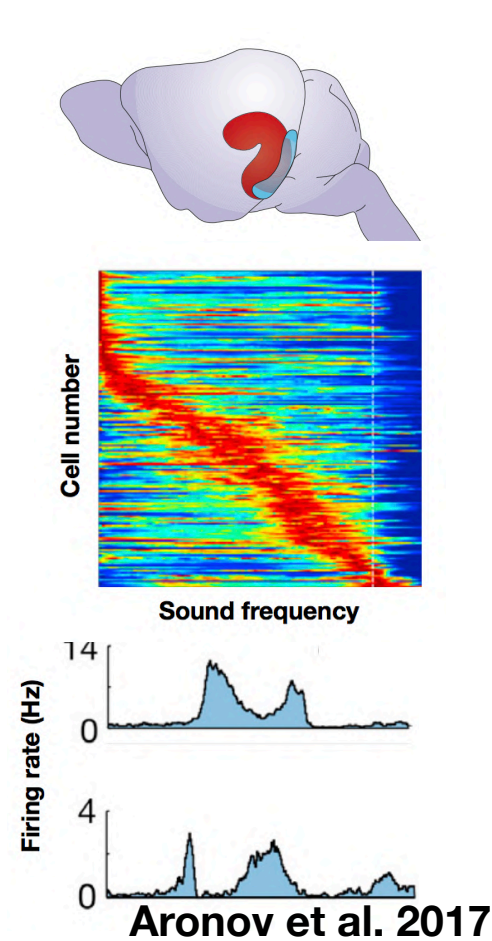 Cell number
Sound frequency
Firing rate (Hz)
14
0
4
0
Aronov et al. 2017